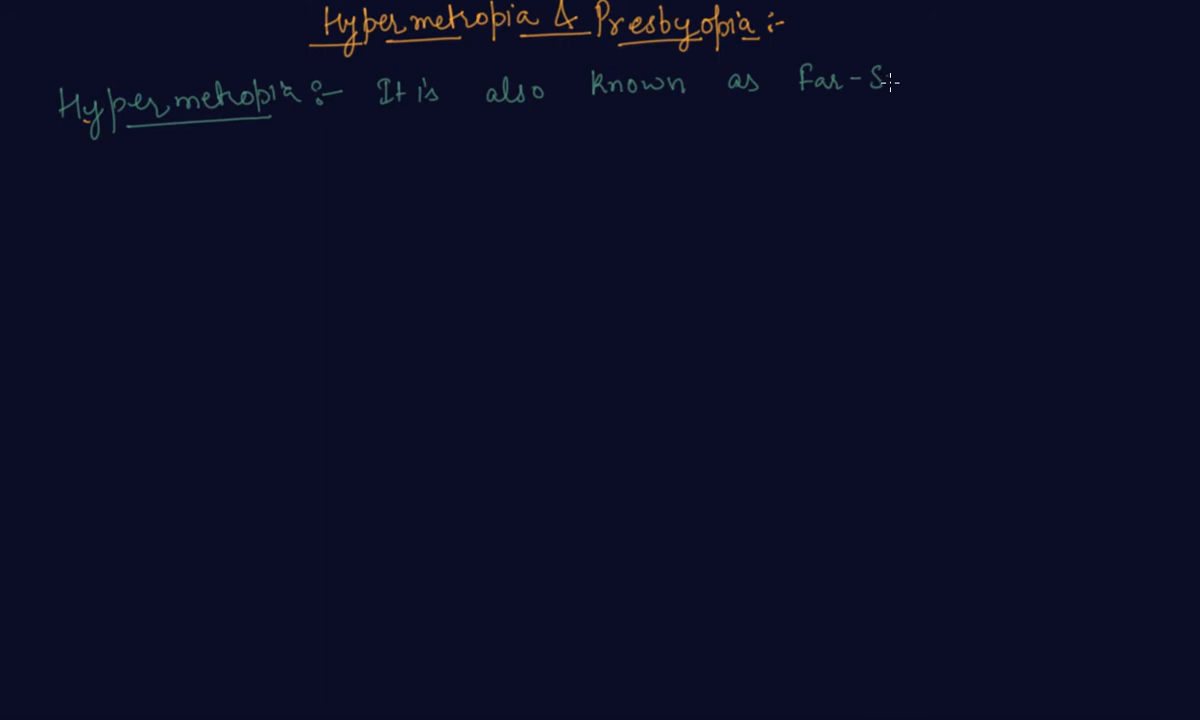 Hypermetropia & Presbyopia :-
Hypermetropia :- It is also known as Far-S